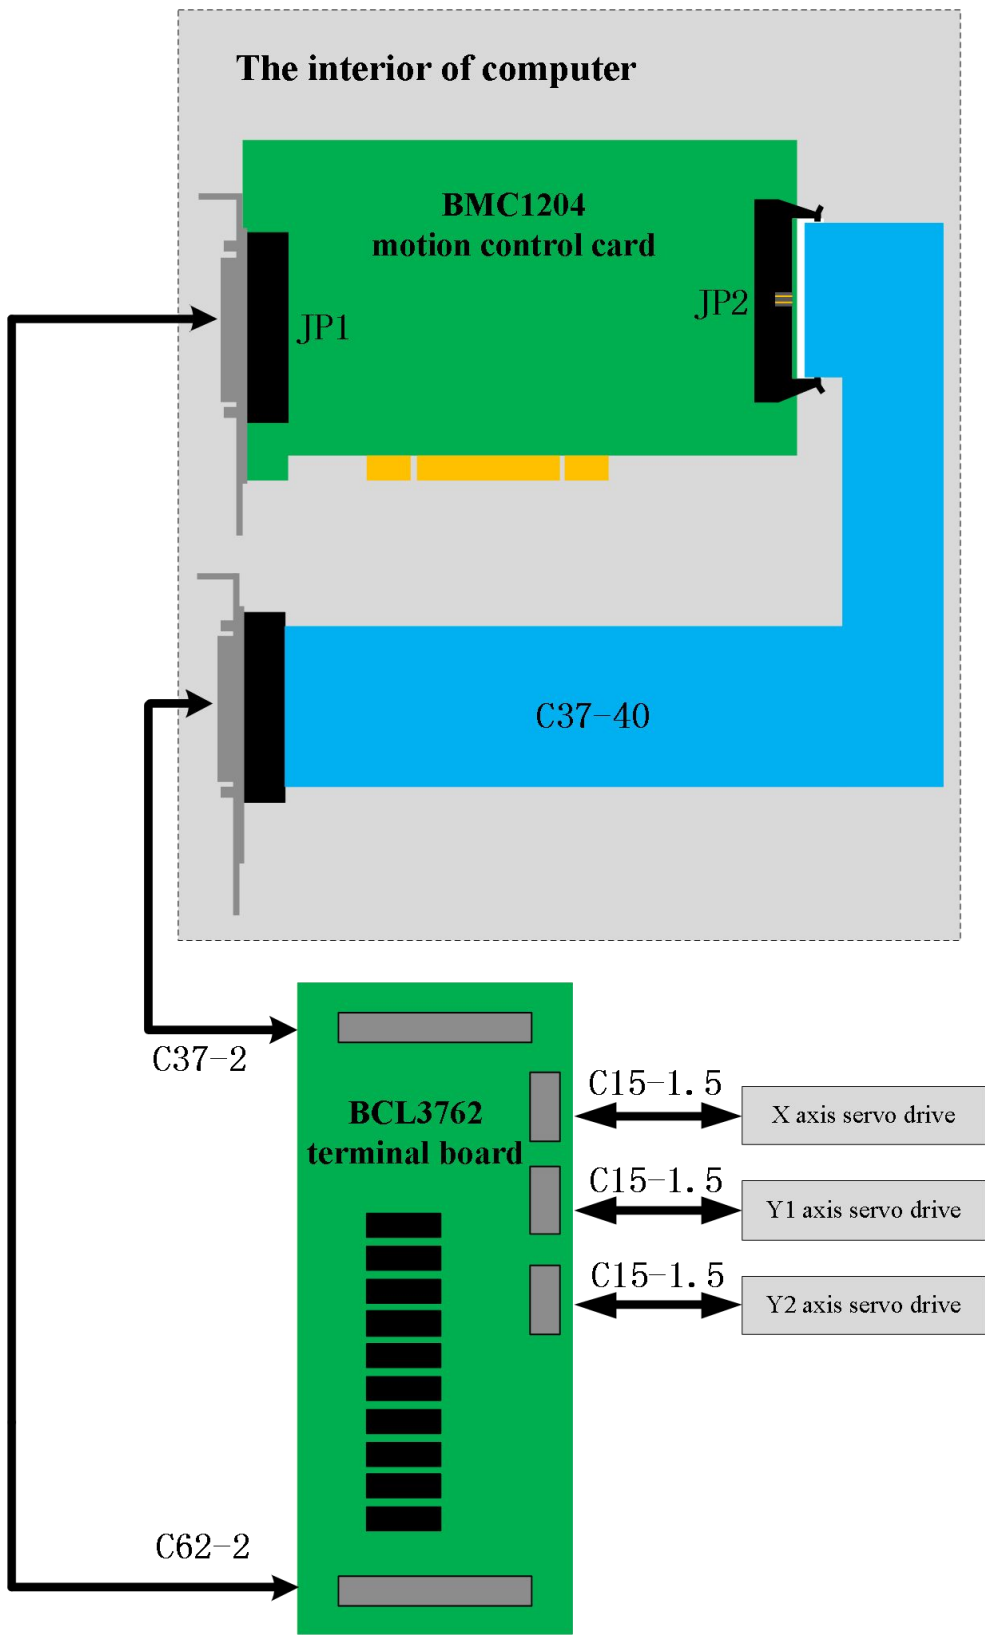 The interior of computer
BMC1204
motion control card
JP1
JP2
C37-40
C37-2
BCL3762
terminal board
C15-1.5
X axis servo drive
C15-1.5
Y1 axis servo drive
C15-1.5
Y2 axis servo drive
C62-2